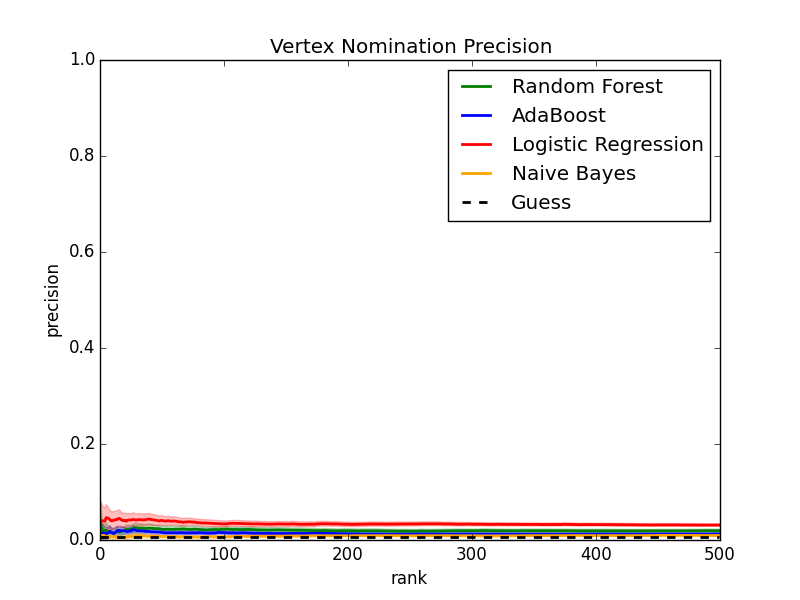 Vertex Nomination Precision
1.0
0.8
0.6
0.4
0.2
0.0
precision
Random Forest
AdaBoost
Logistic Regression
Naive Bayes
Guess
0 100 200 300 400 500
rank